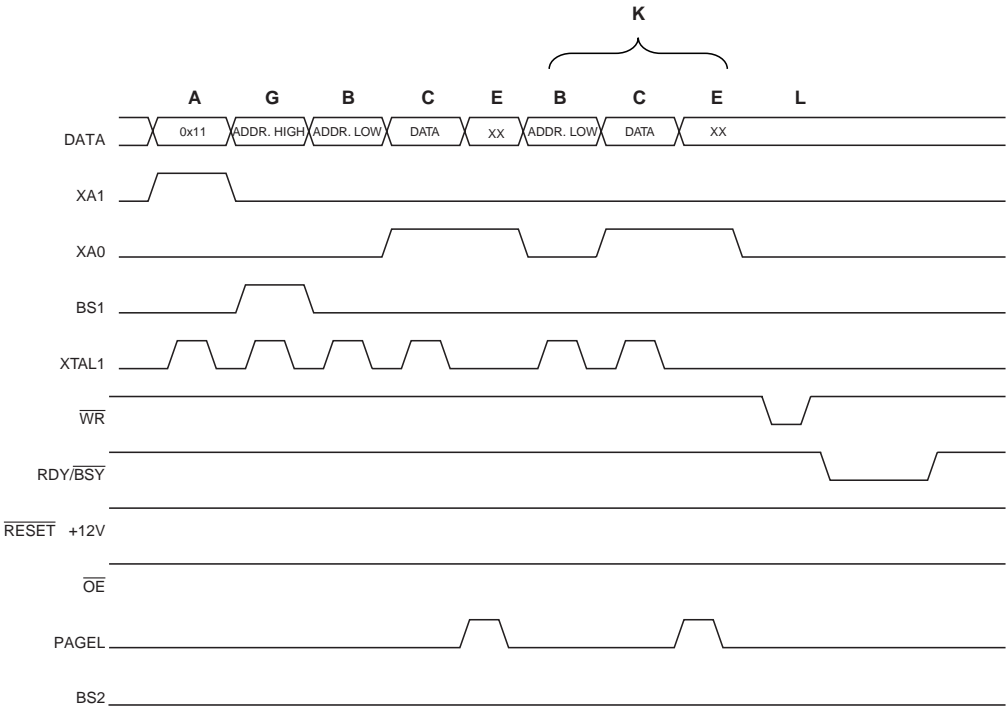 K
A G B C E B C E L
DATA 0x11 ADDR. HIGH ADDR. LOW DATA XX ADDR. LOW DATA XX
XA1
XA0
BS1
XTAL1
WR
RDY/BSY
RESET +12V
OE
PAGEL
BS2